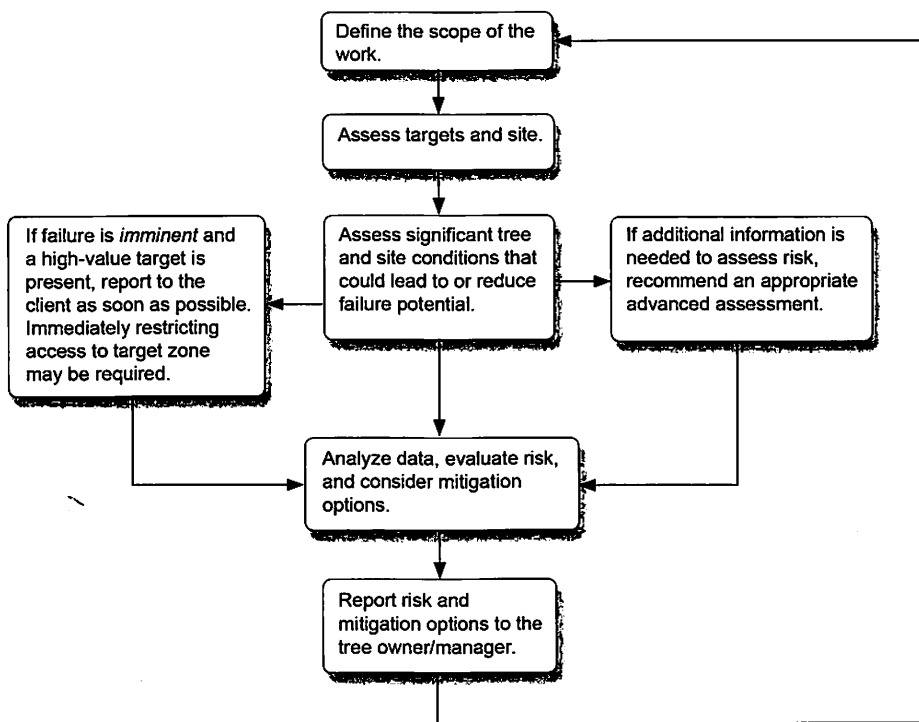 Define the scope of the
work.
Assess targets and site.
If failure is imminent and
a high-value target is
present, report to the
client as soon as possible.
Immediately restricting
access to target zone
may be required.
Assess significant tree
and site conditions that
could lead to or reduce
failure potential.
If additional information is
needed to assess risk,
recommend an appropriate
advanced assessment.
Analyze data, evaluate risk,
and consider mitigation
options.
Report risk and
mitigation options to the
tree owner/manager.